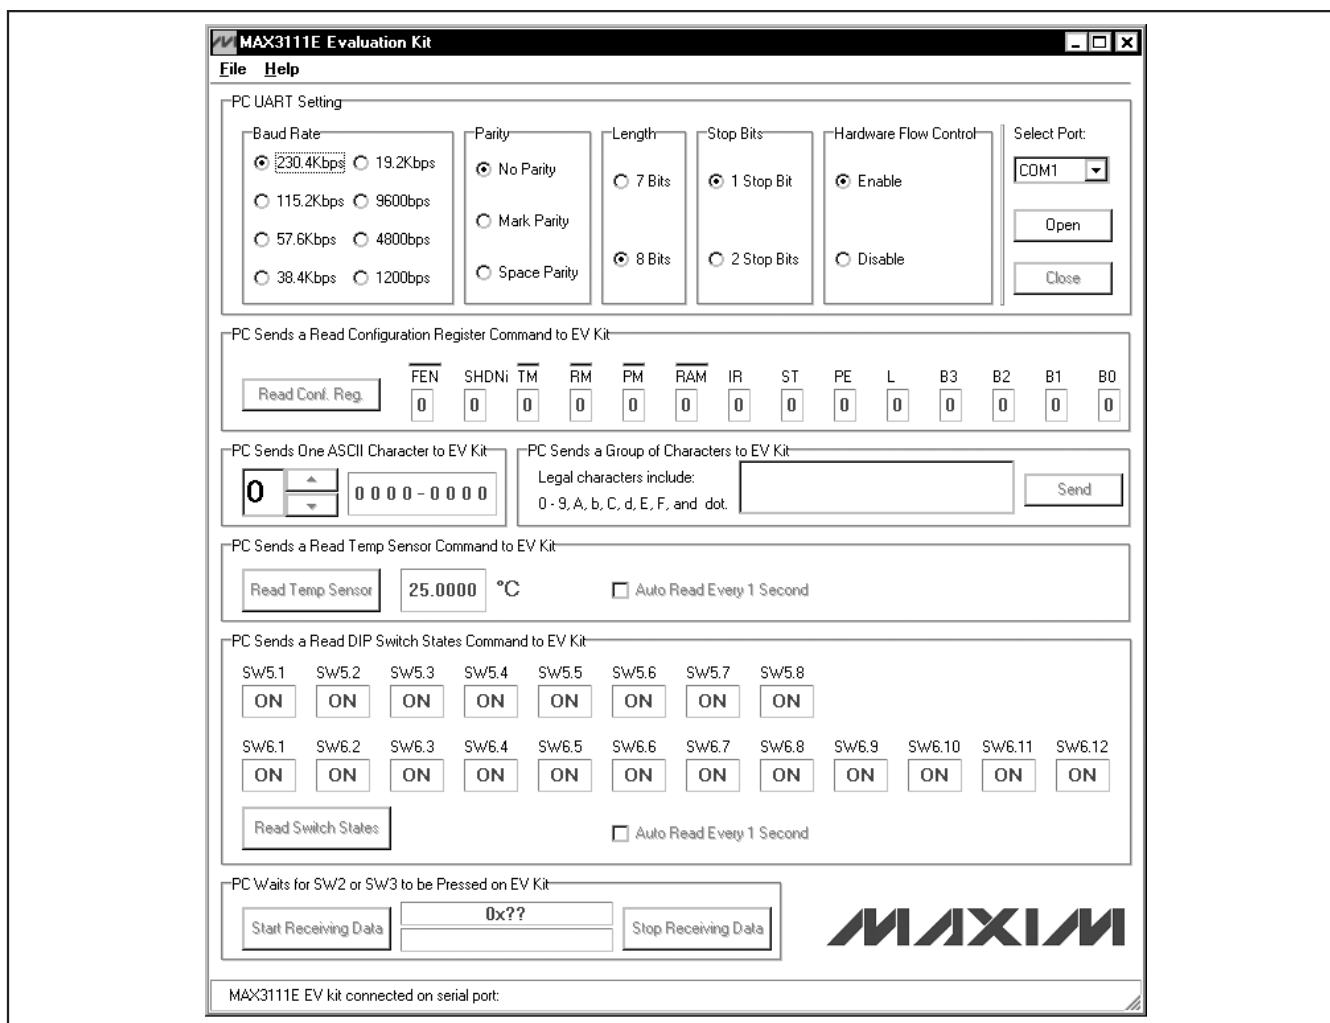 MAX3111E Evaluation Kit
File Help
PC UART Setting
Baud Rate Parity Length Stop Bits Hardware Flow Control Select Port:
230.4Kbps 19.2Kbps No Parity 7 Bits 1 Stop Bit Enable COM1
115.2Kbps 9600bps Mark Parity Open
57.6Kbps 4800bps 8 Bits 2 Stop Bits Disable
38.4Kbps 1200bps Space Parity Close
PC Sends a Read Configuration Register Command to EV Kit
FEN SHDNi TM RM PM RAM IR ST PE L B3 B2 B1 B0
Read Conf. Reg. 0 0 0 0 0 0 0 0 0 0 0 0 0 0
PC Sends One ASCII Character to EV Kit PC Sends a Group of Characters to EV Kit
Legal characters include:
0 0000-0000 0 - 9, A, b, C, d, E, F, and dot. Send
PC Sends a Read Temp Sensor Command to EV Kit
Read Temp Sensor 25.0000 °C Auto Read Every 1 Second
PC Sends a Read DIP Switch States Command to EV Kit
SW5.1 SW5.2 SW5.3 SW5.4 SW5.5 SW5.6 SW5.7 SW5.8
ON ON ON ON ON ON ON ON
SW6.1 SW6.2 SW6.3 SW6.4 SW6.5 SW6.6 SW6.7 SW6.8 SW6.9 SW6.10 SW6.11 SW6.12
ON ON ON ON ON ON ON ON ON ON ON ON
Read Switch States Auto Read Every 1 Second
PC Waits for SW2 or SW3 to be Pressed on EV Kit
Start Receiving Data 0x?? Stop Receiving Data MAXIM
MAX3111E EV kit connected on serial port: